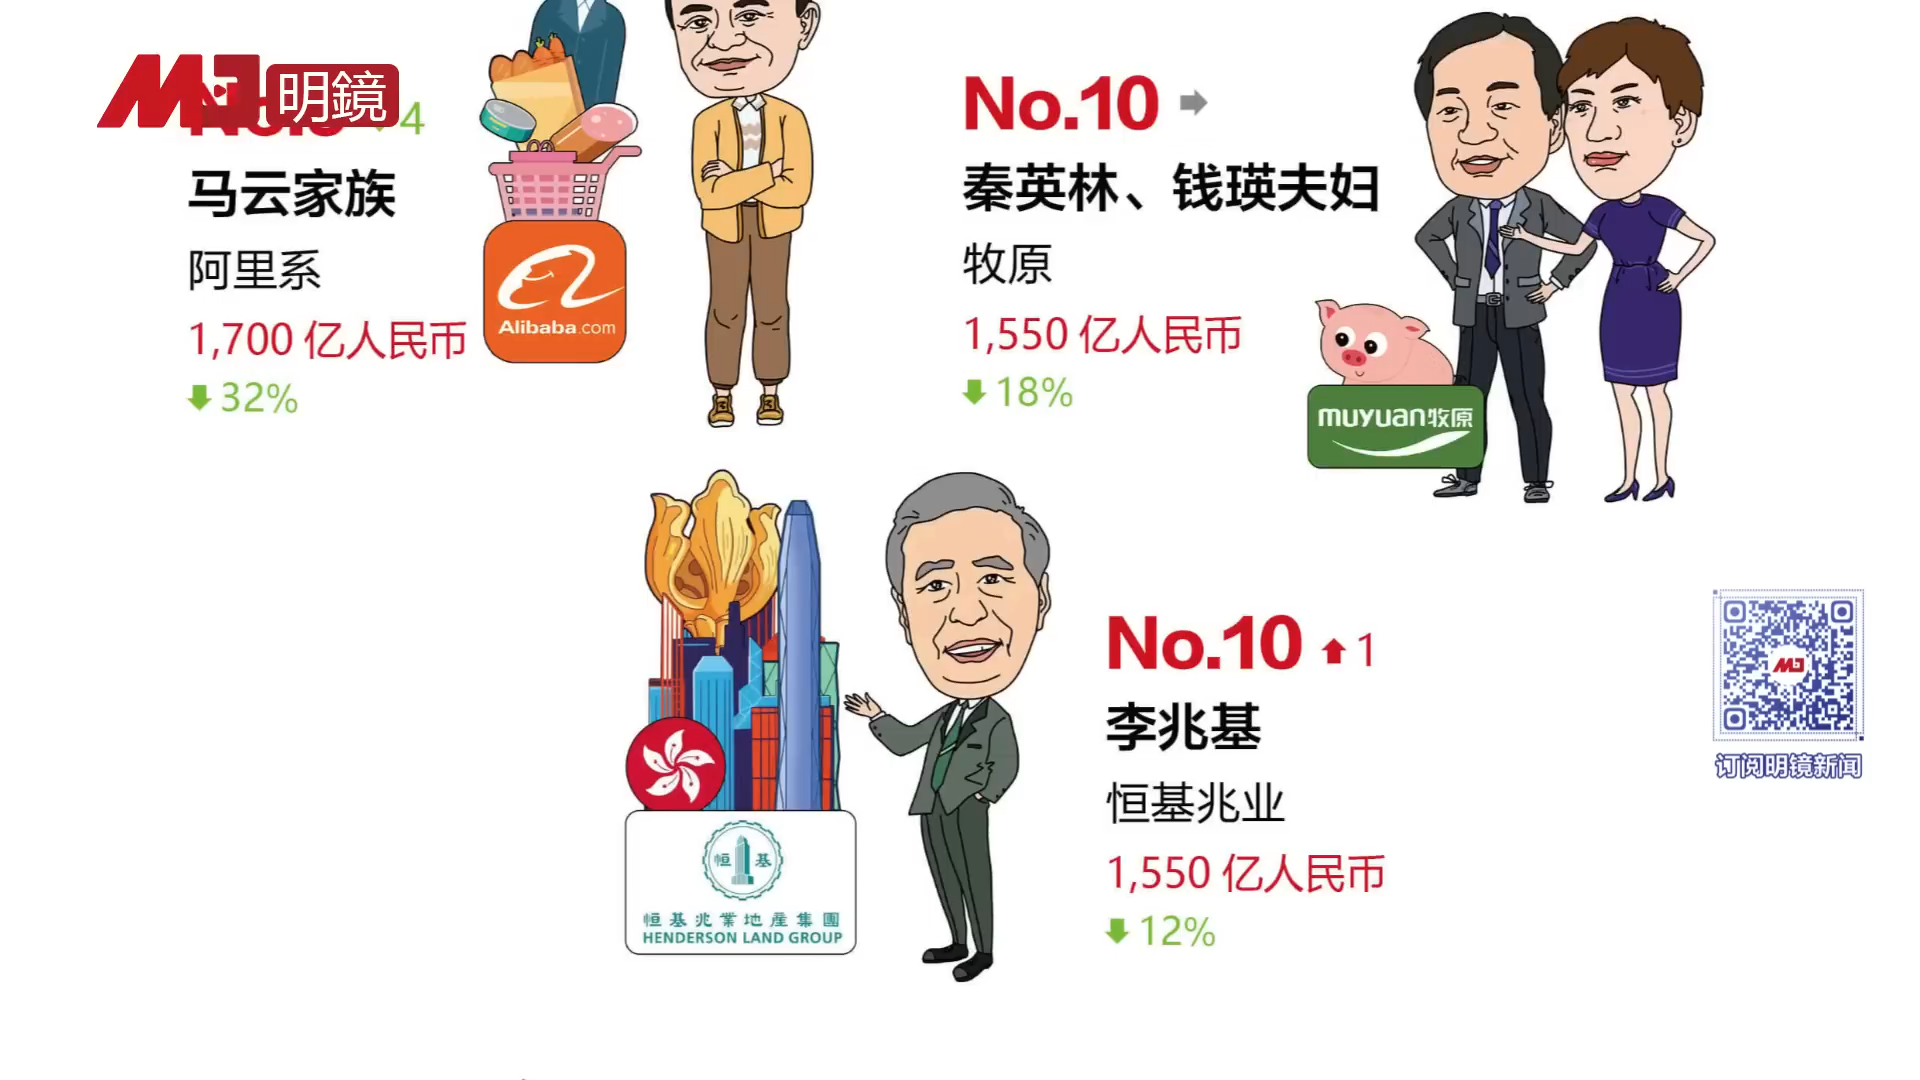 MJ 明鏡
4
马云家族
阿里系
1,700 亿人民币
32%
Alibaba.com
No.10
秦英林、钱瑛夫妇
牧原
1,550 亿人民币
18%
muyuan牧原
No.10 1
李兆基
恒基兆业
1,550 亿人民币
12%
恒 基
恒基兆業地產集團
HENDERSON LAND GROUP
MJ
订阅明镜新闻